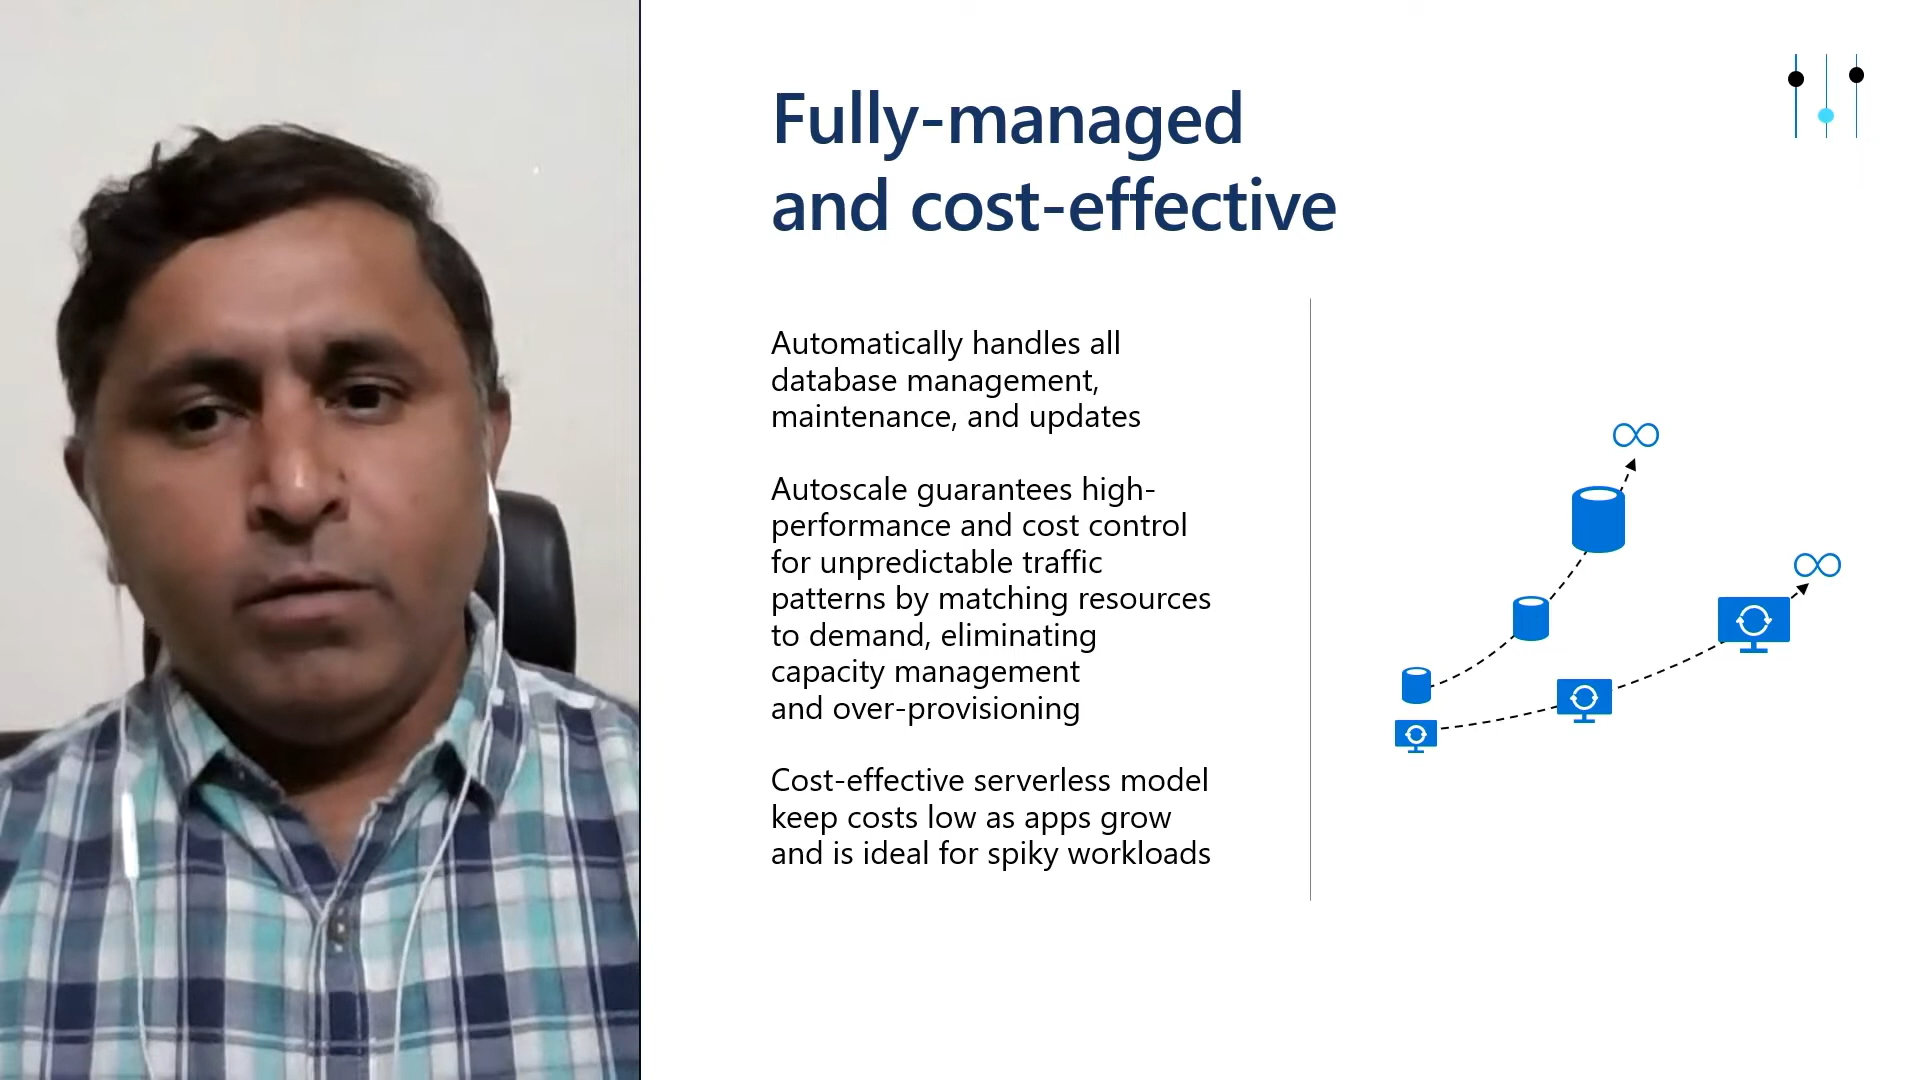 Fully-managed
and cost-effective
Automatically handles all
database management,
maintenance, and updates
Autoscale guarantees high-
performance and cost control
for unpredictable traffic
patterns by matching resources
to demand, eliminating
capacity management
and over-provisioning
Cost-effective serverless model
keep costs low as apps grow
and is ideal for spiky workloads